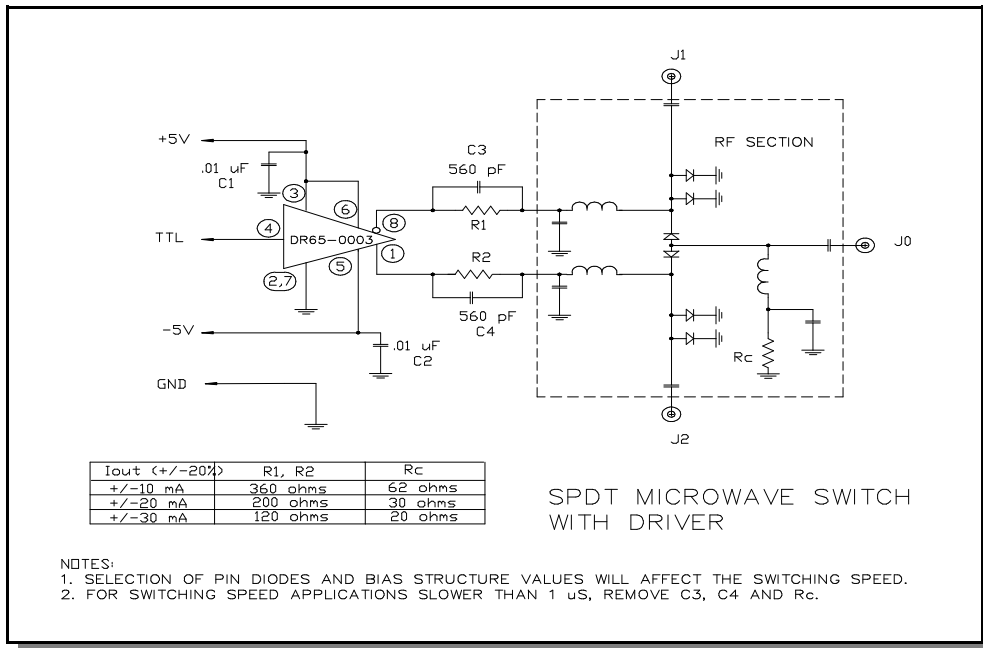 J1
RF SECTION
+5V
.01 uF
C1
C3
560 pF
3
6
8
R1
4
TTL
DR65-0003
1
J0
R2
5
2,7
560 pF
C4
-5V
.01 uF
C2
Rc
GND
J2
Iout (+/-20%) R1, R2 Rc
+/-10 mA 360 ohms 62 ohms
+/-20 mA 200 ohms 30 ohms
+/-30 mA 120 ohms 20 ohms
SPDT MICROWAVE SWITCH
WITH DRIVER
NOTES:
1. SELECTION OF PIN DIODES AND BIAS STRUCTURE VALUES WILL AFFECT THE SWITCHING SPEED.
2. FOR SWITCHING SPEED APPLICATIONS SLOWER THAN 1 uS, REMOVE C3, C4 AND Rc.